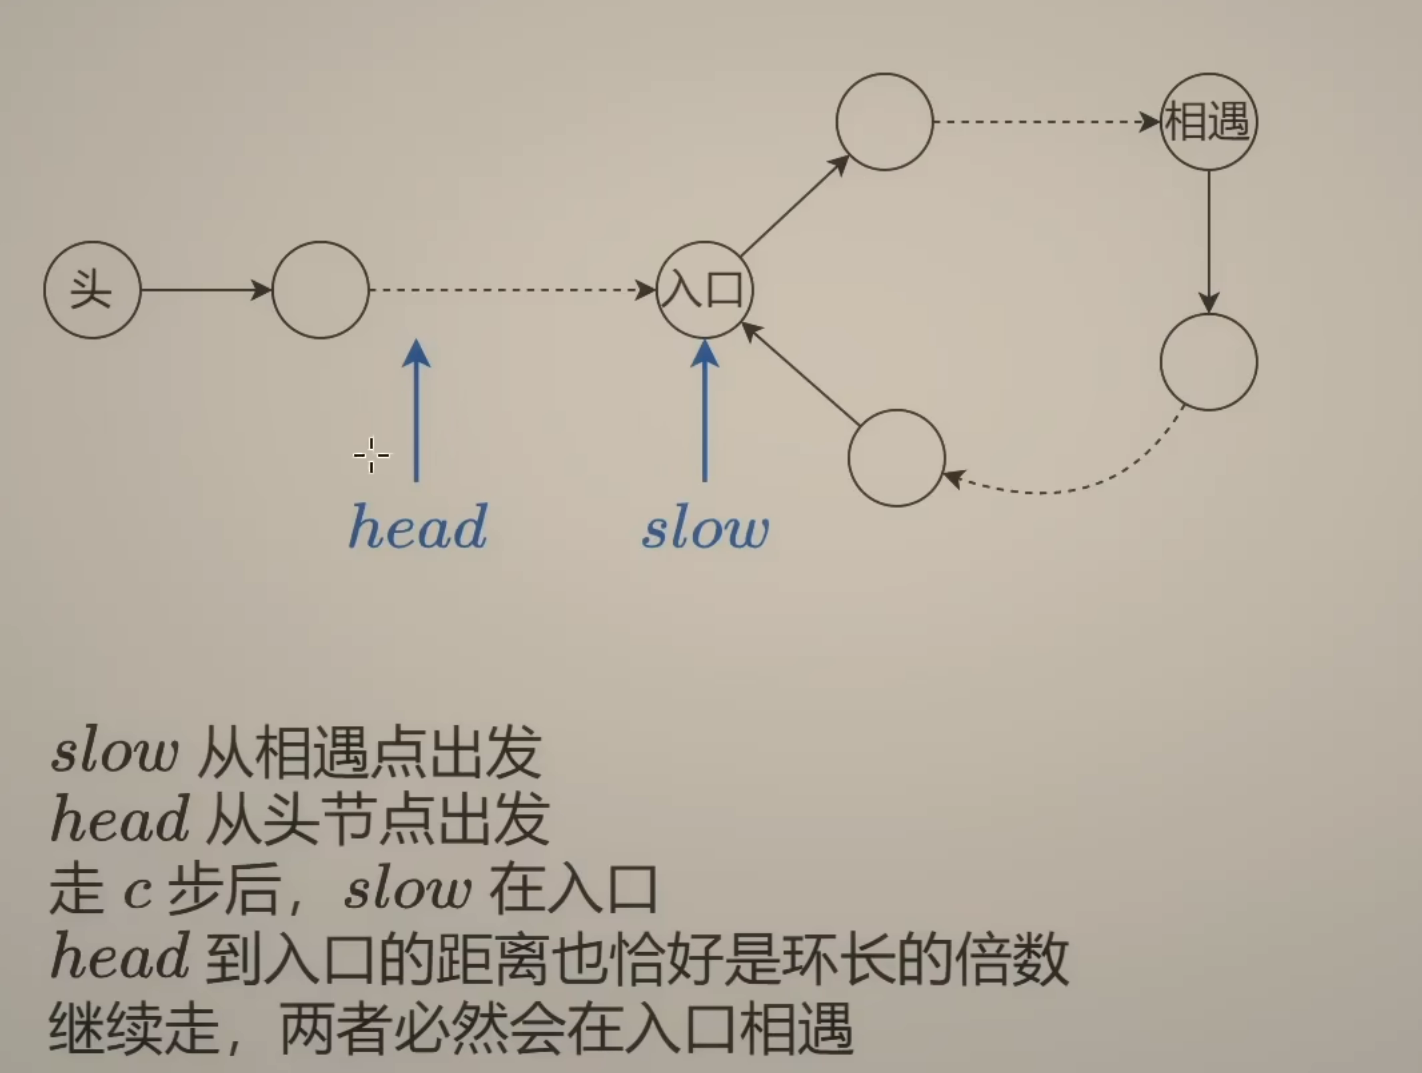 相遇
头
入口
head
slow
slow 从相遇点出发
head 从头节点出发
走 c 步后，slow 在入口
head 到入口的距离也恰好是环长的倍数
继续走，两者必然会在入口相遇